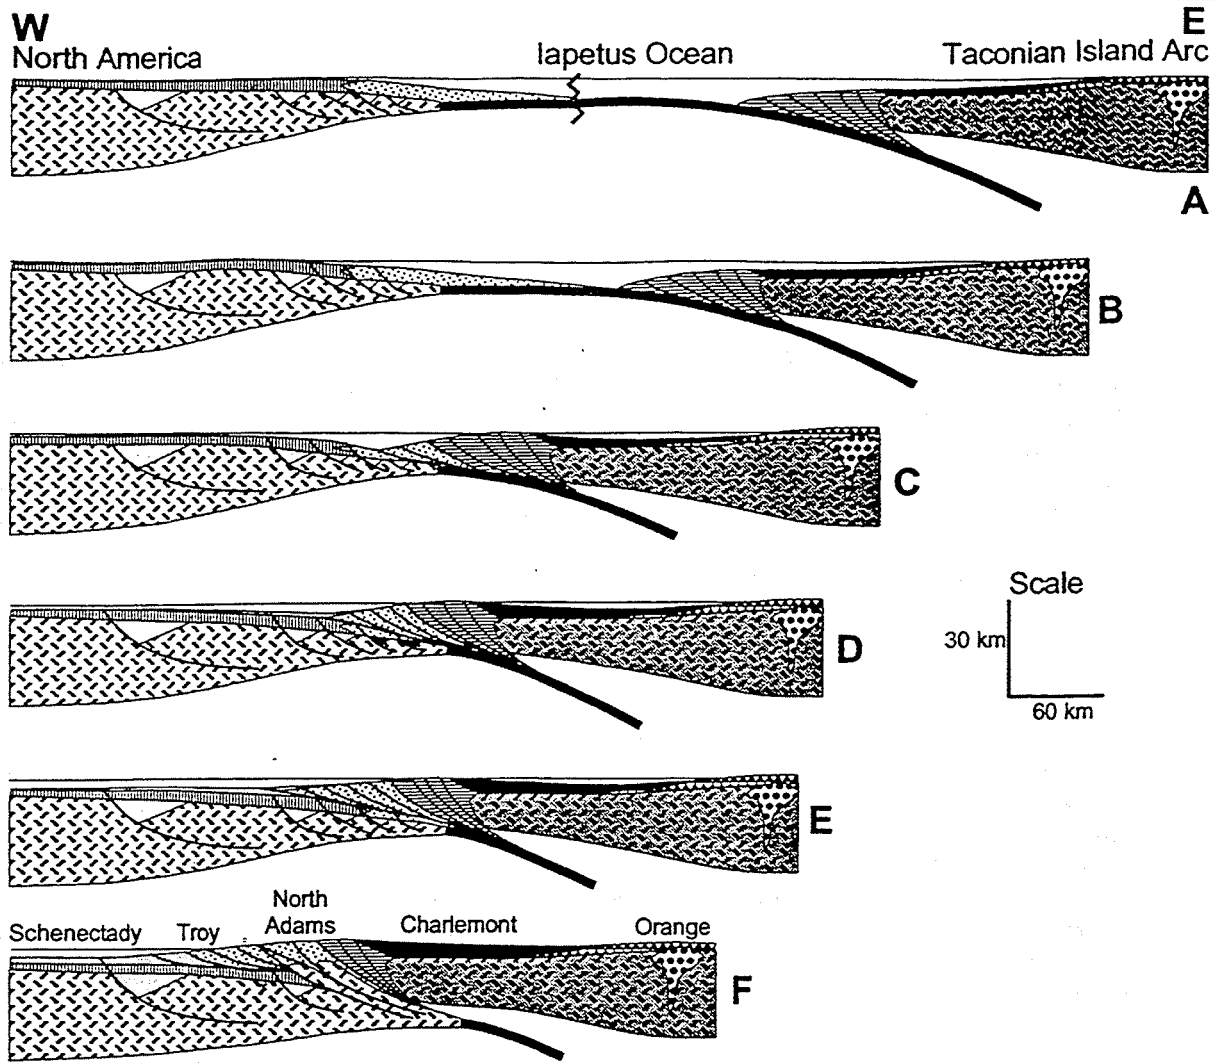 W
E
North America
Iapetus Ocean
Taconian Island Arc
A
B
C
Scale
30 km
60 km
D
E
North
Adams
Schenectady
Troy
Charlemont
Orange
F